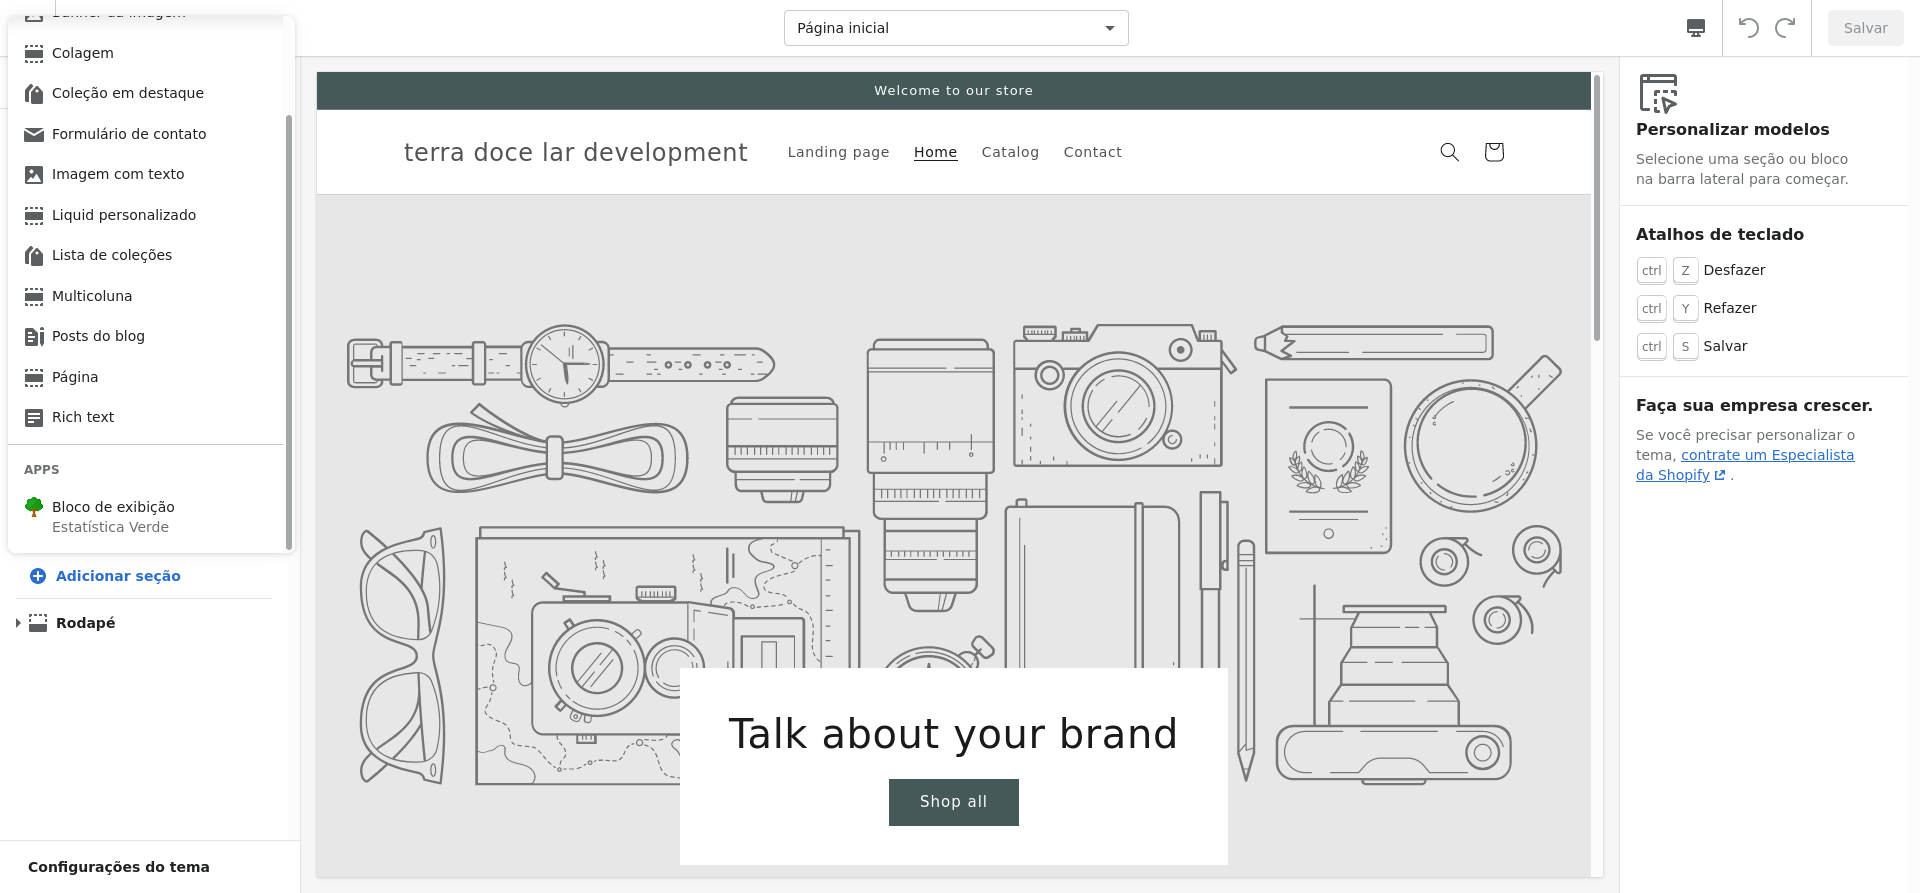 Banner da imagem
Colagem
Coleção em destaque
Formulário de contato
Imagem com texto
Liquid personalizado
Lista de coleções
Multicoluna
Posts do blog
Página
Rich text
APPS
Bloco de exibição
Estatística Verde
Adicionar seção
Rodapé
Configurações do tema
Página inicial
Salvar
Welcome to our store
terra doce lar development
Landing page Home Catalog Contact
Talk about your brand
Shop all
Personalizar modelos
Selecione uma seção ou bloco
na barra lateral para começar.
Atalhos de teclado
ctrl Z Desfazer
ctrl Y Refazer
ctrl S Salvar
Faça sua empresa crescer.
Se você precisar personalizar o
tema, contrate um Especialista
da Shopify .